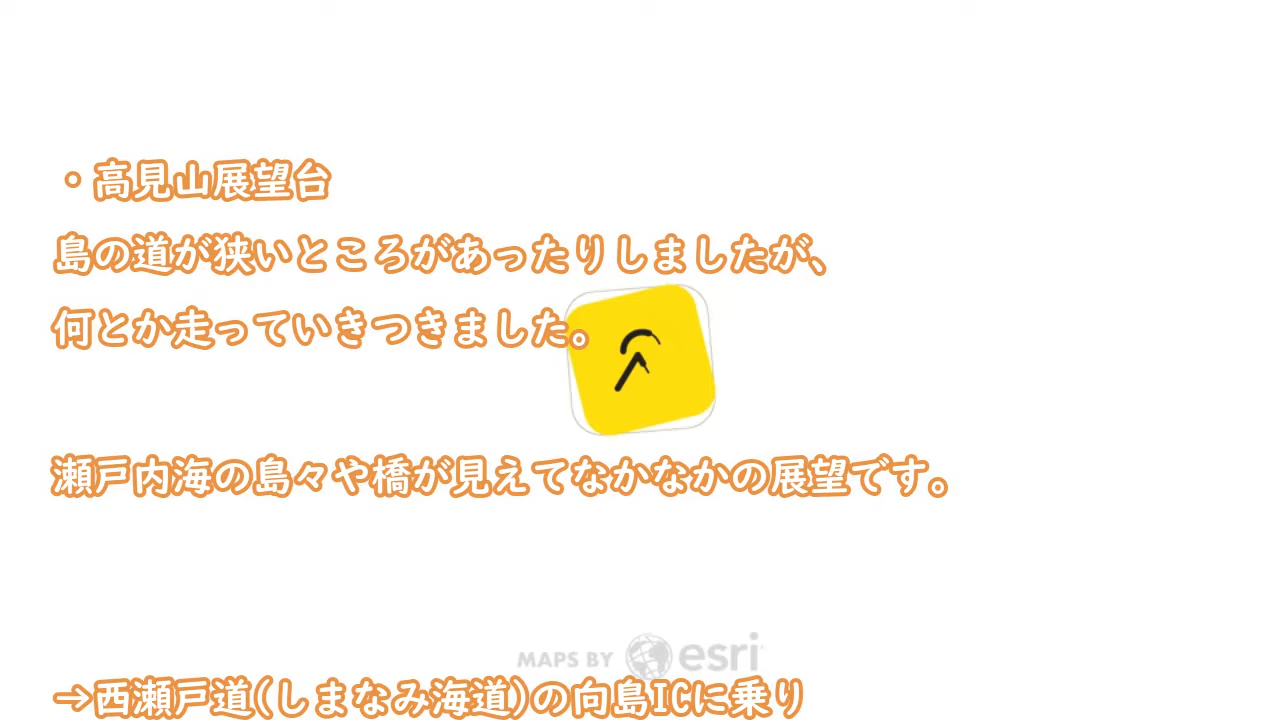 ・高見山展望台
島の道が狭いところがあったりしましたが、
何とか走っていきつきました。
瀬戸内海の島々や橋が見えてなかなかの展望です。
MAPS BY esri
→西瀬戸道(しまなみ海道)の向島ICに乗り